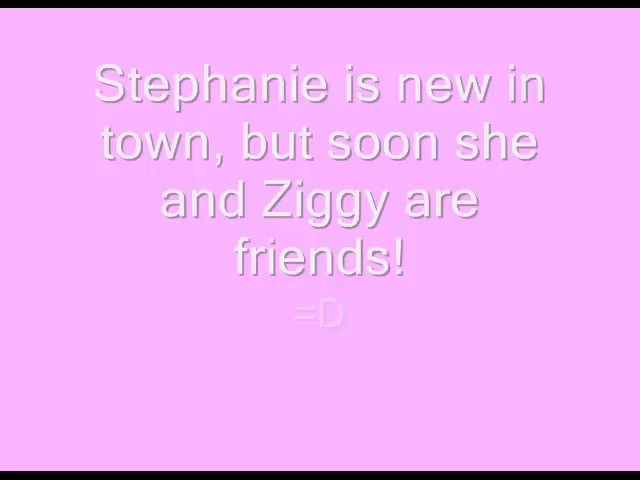 Stephanie is new in
town, but soon she
and Ziggy are
friends!
=D